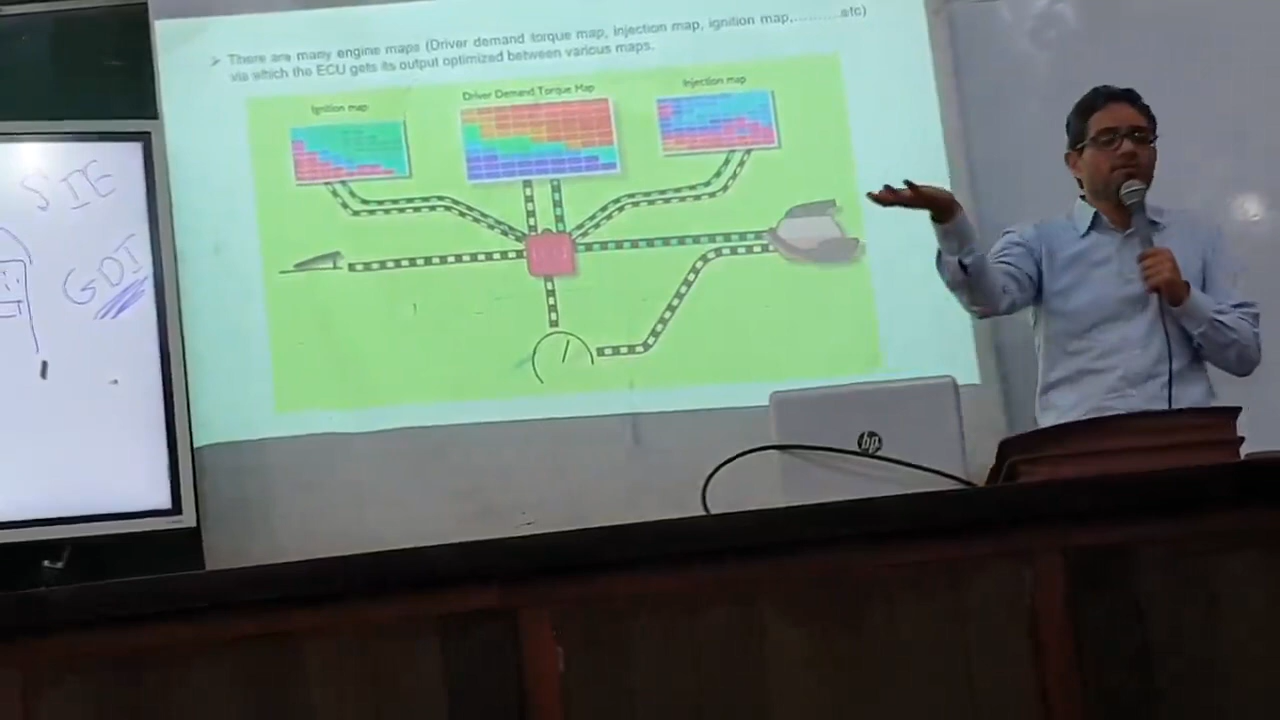 ➢ There are many engine maps (Driver demand torque map, injection map, ignition map,..........etc)
via which the ECU gets its output optimized between various maps.
Ignition map
Driver Demand Torque Map
Injection map
GDI
hp